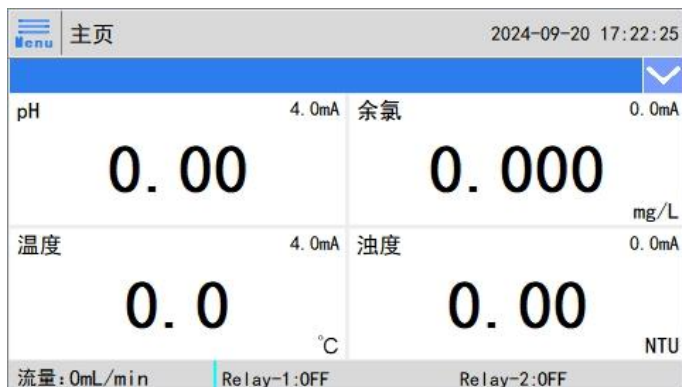 Menu 主页 2024-09-20 17:22:25
pH 4.0mA 余氯 0.0mA
0.00 0.000
mg/L
温度 4.0mA 浊度 0.0mA
0.0 0.00
℃ NTU
流量:0mL/min Relay-1:OFF Relay-2:OFF